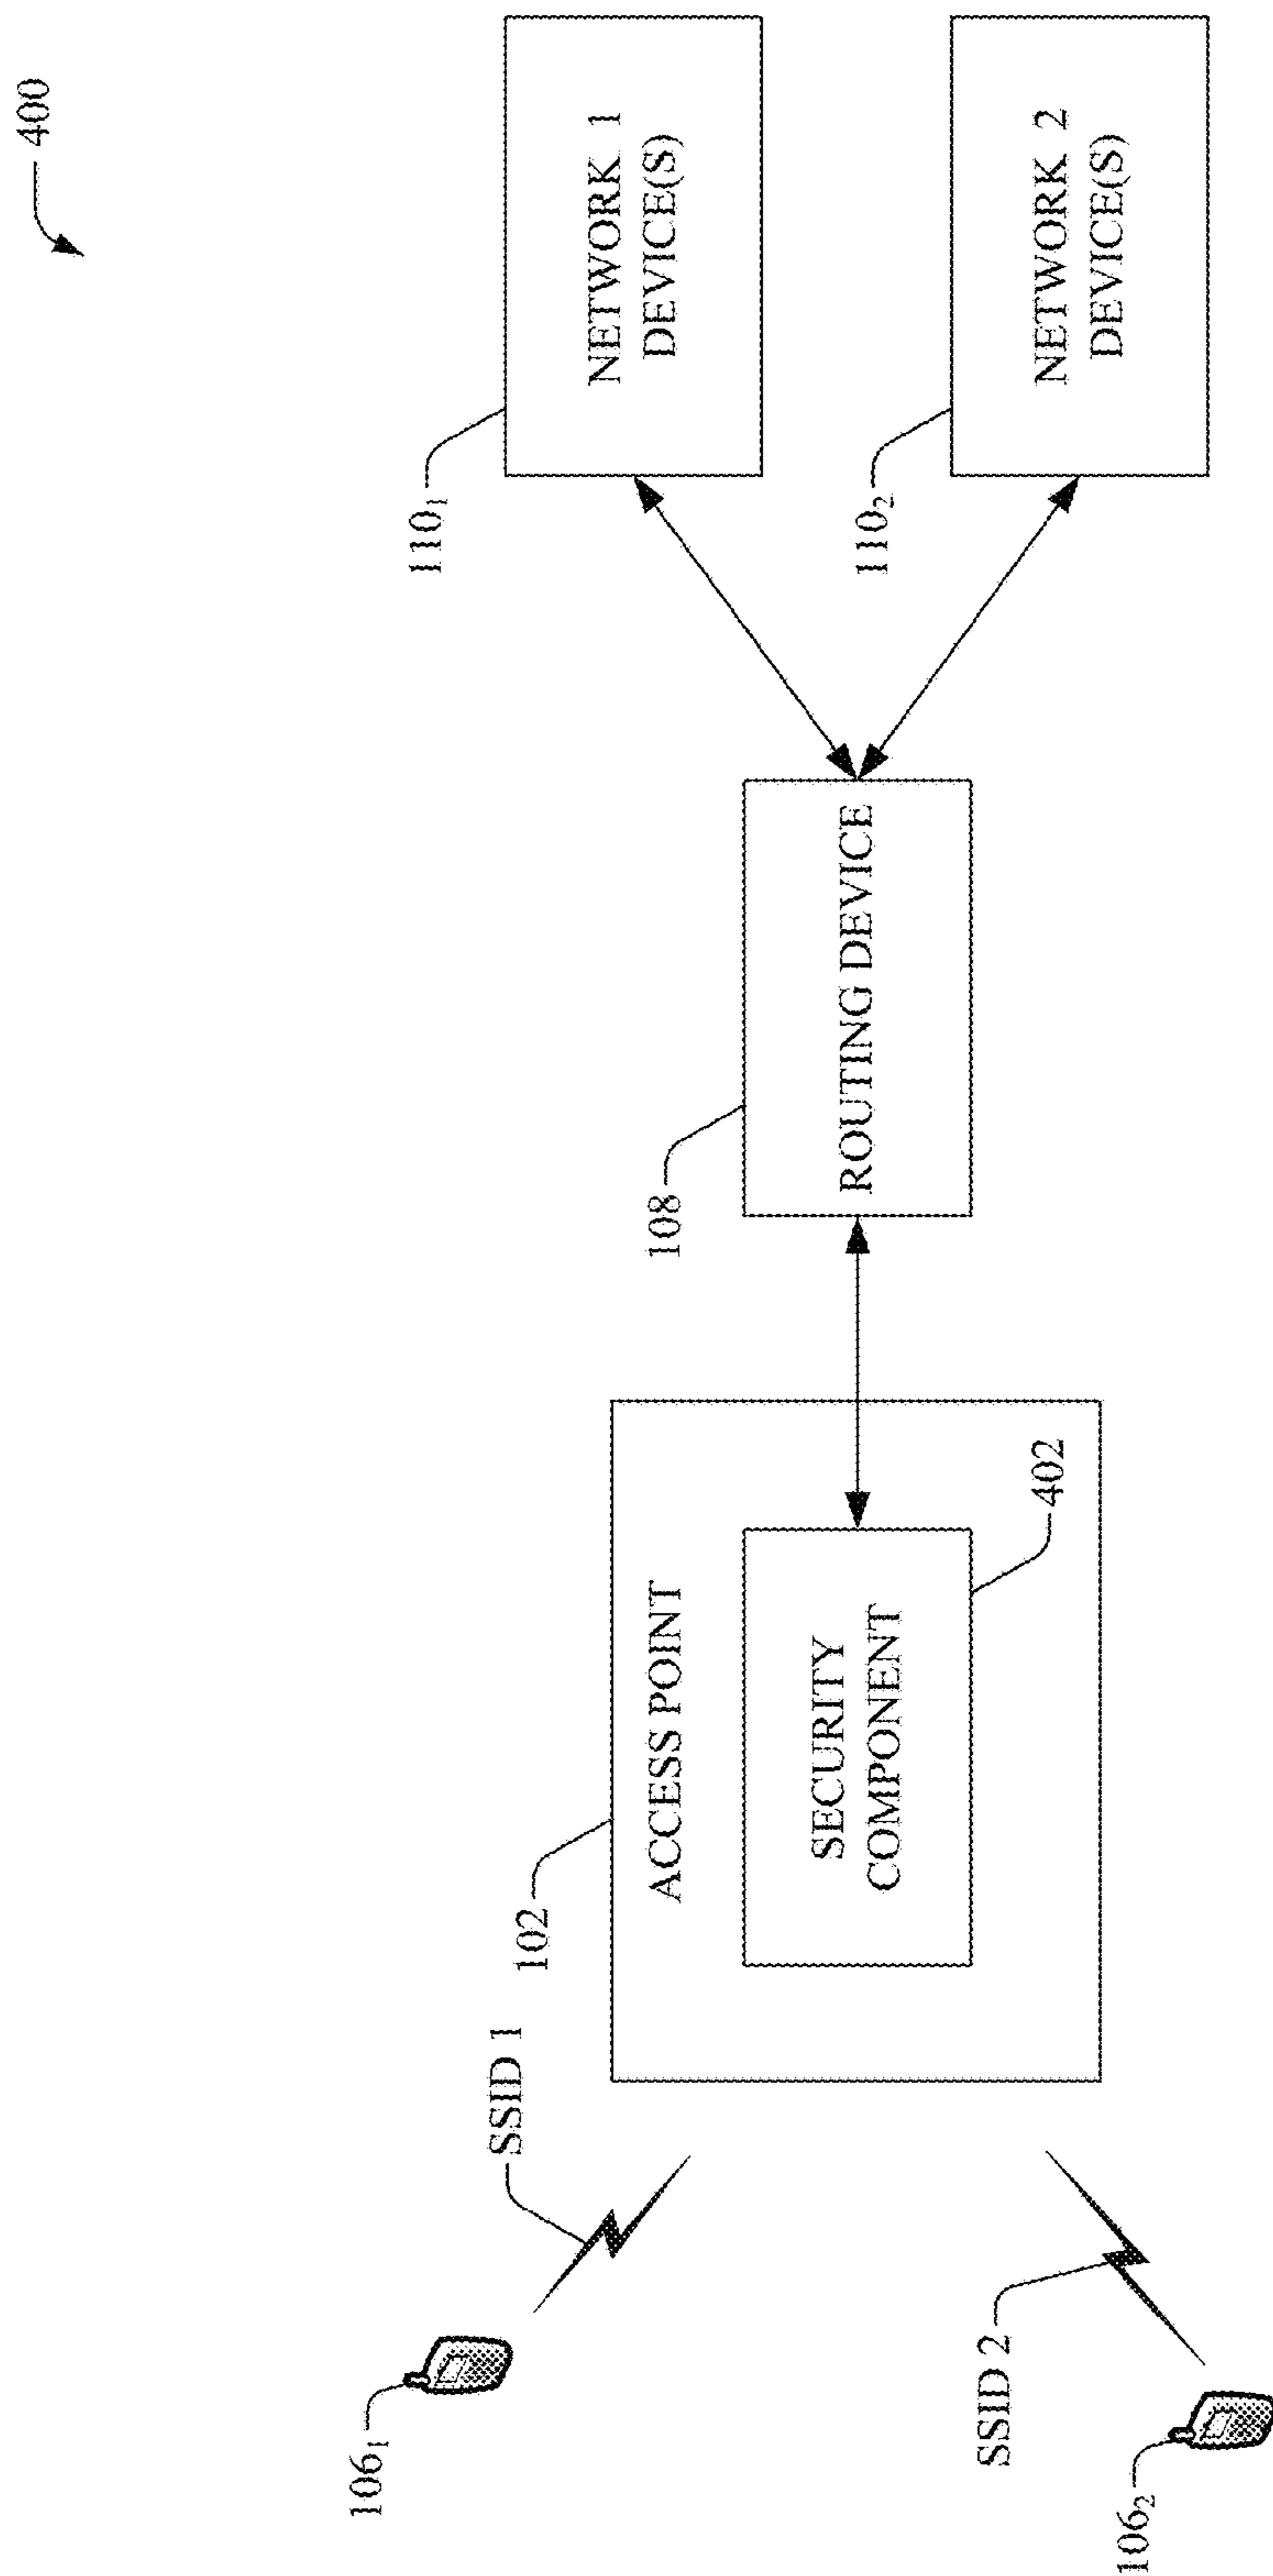 400
106₁
SSID 1
102
ACCESS POINT
SECURITY
COMPONENT
402
108
ROUTING DEVICE
110₁
NETWORK 1
DEVICE(S)
110₂
NETWORK 2
DEVICE(S)
SSID 2
106₂